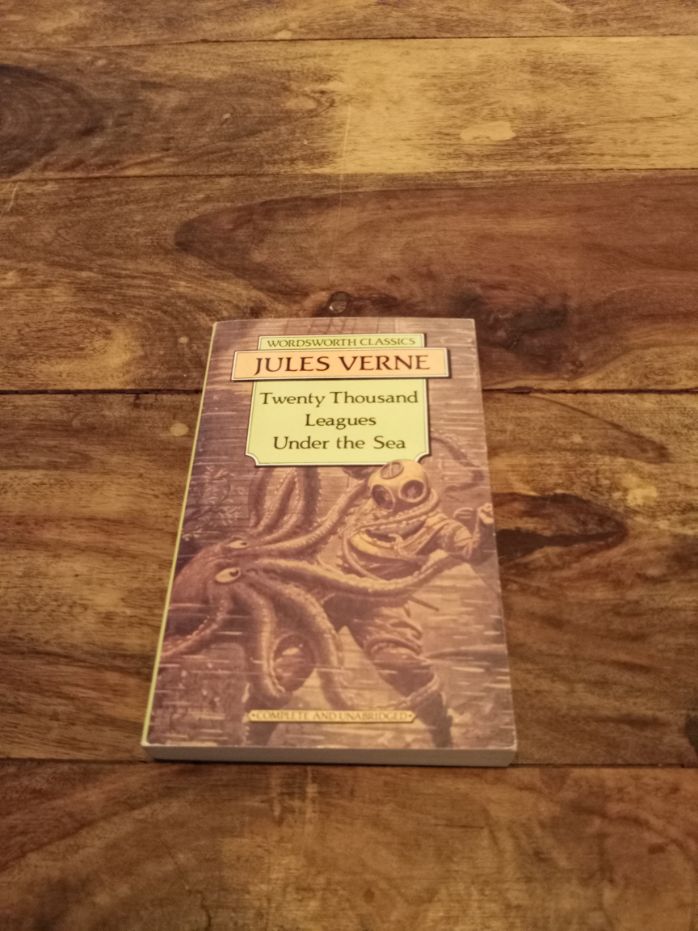 WORDSWORTH CLASSICS
JULES VERNE
Twenty Thousand
Leagues
Under the Sea
•COMPLETE AND UNABRIDGED•